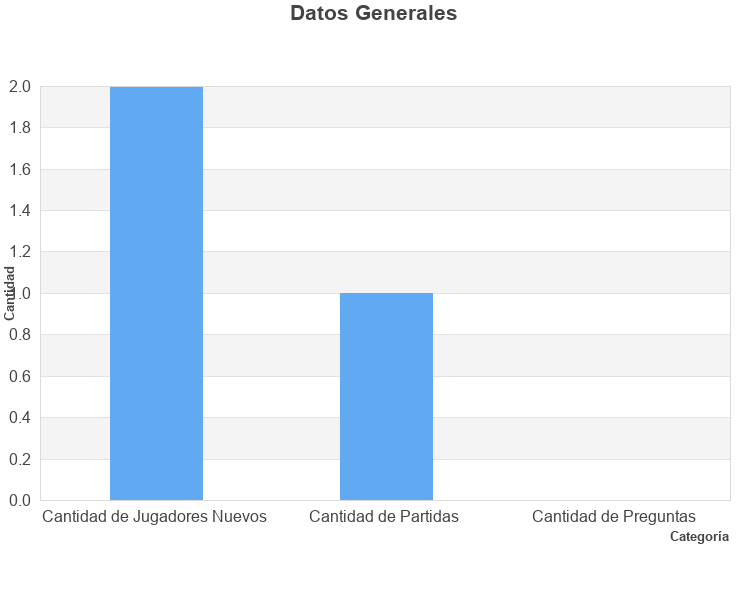 Datos Generales
2.0
1.8
1.6
1.4
1.2
1.0
0.8
0.6
0.4
0.2
0.0
Cantidad
Cantidad de Jugadores Nuevos
Cantidad de Partidas
Cantidad de Preguntas
Categoría